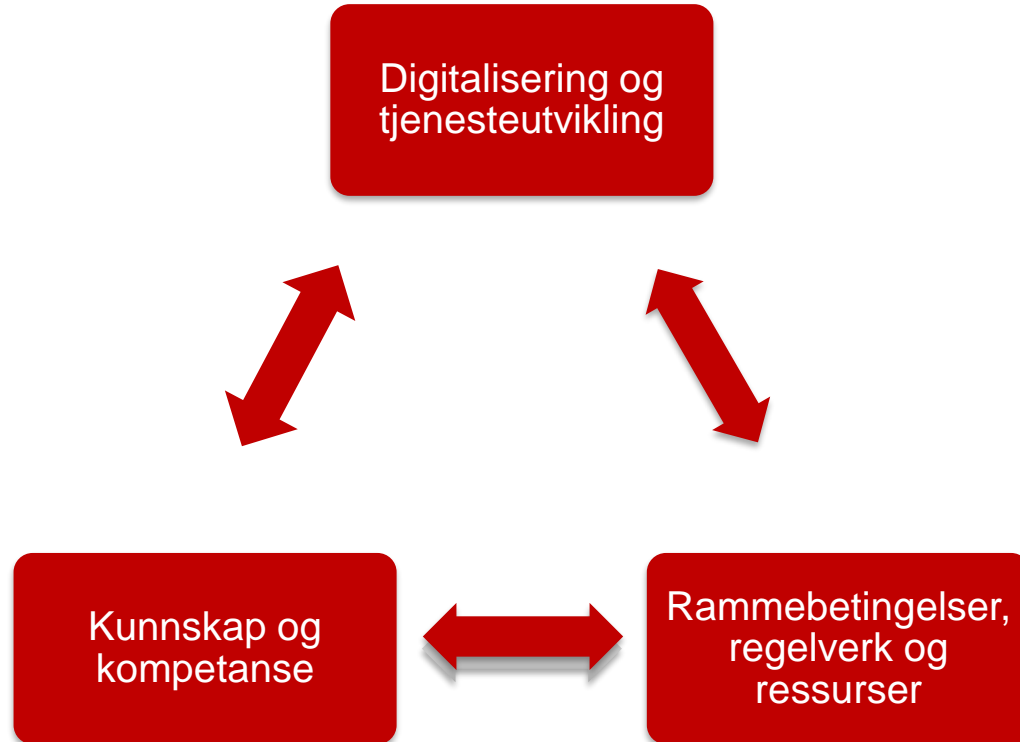 Digitalisering og
tjenesteutvikling
Kunnskap og
kompetanse
Rammebetingelser,
regelverk og
ressurser